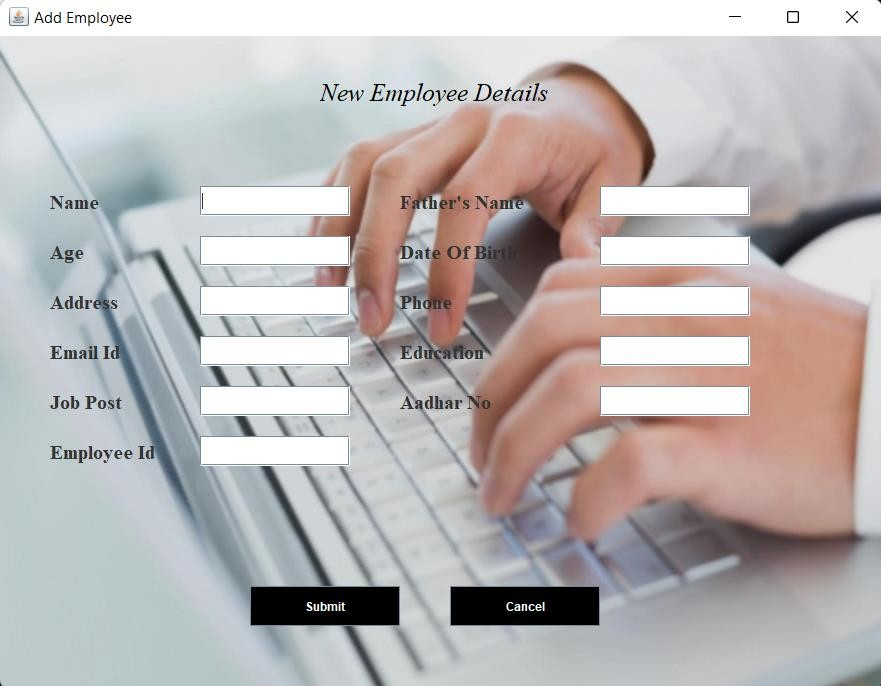 Add Employee
New Employee Details
Name Father's Name
Age Date Of Birth
Address Phone
Email Id Education
Job Post Aadhar No
Employee Id
Submit Cancel